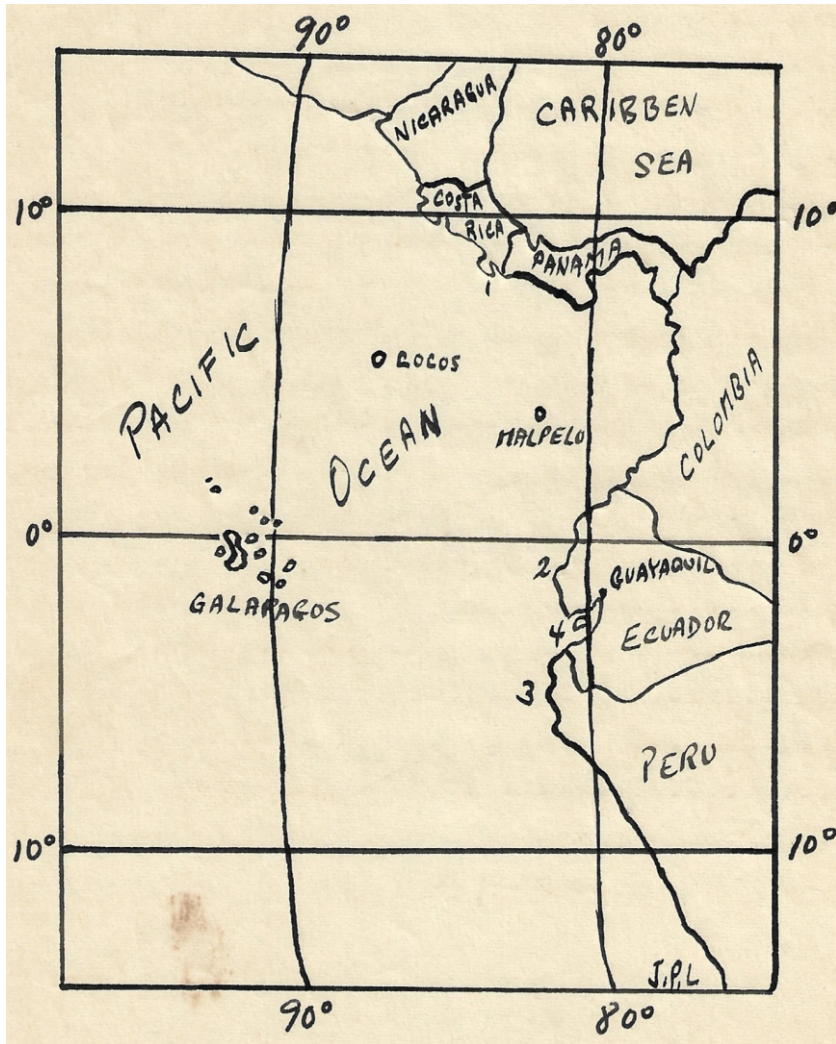 90° 80°
NICARAGUA
CARIBBEN
SEA
10° 10°
COSTA
RICA
PANAMA
1
PACIFIC
COCOS
OCEAN
MALPELO
COLOMBIA
0° 0°
2
GUAYAQUIL
GALAPAGOS
4
ECUADOR
3
PERU
10° 10°
J.P.L
90° 80°